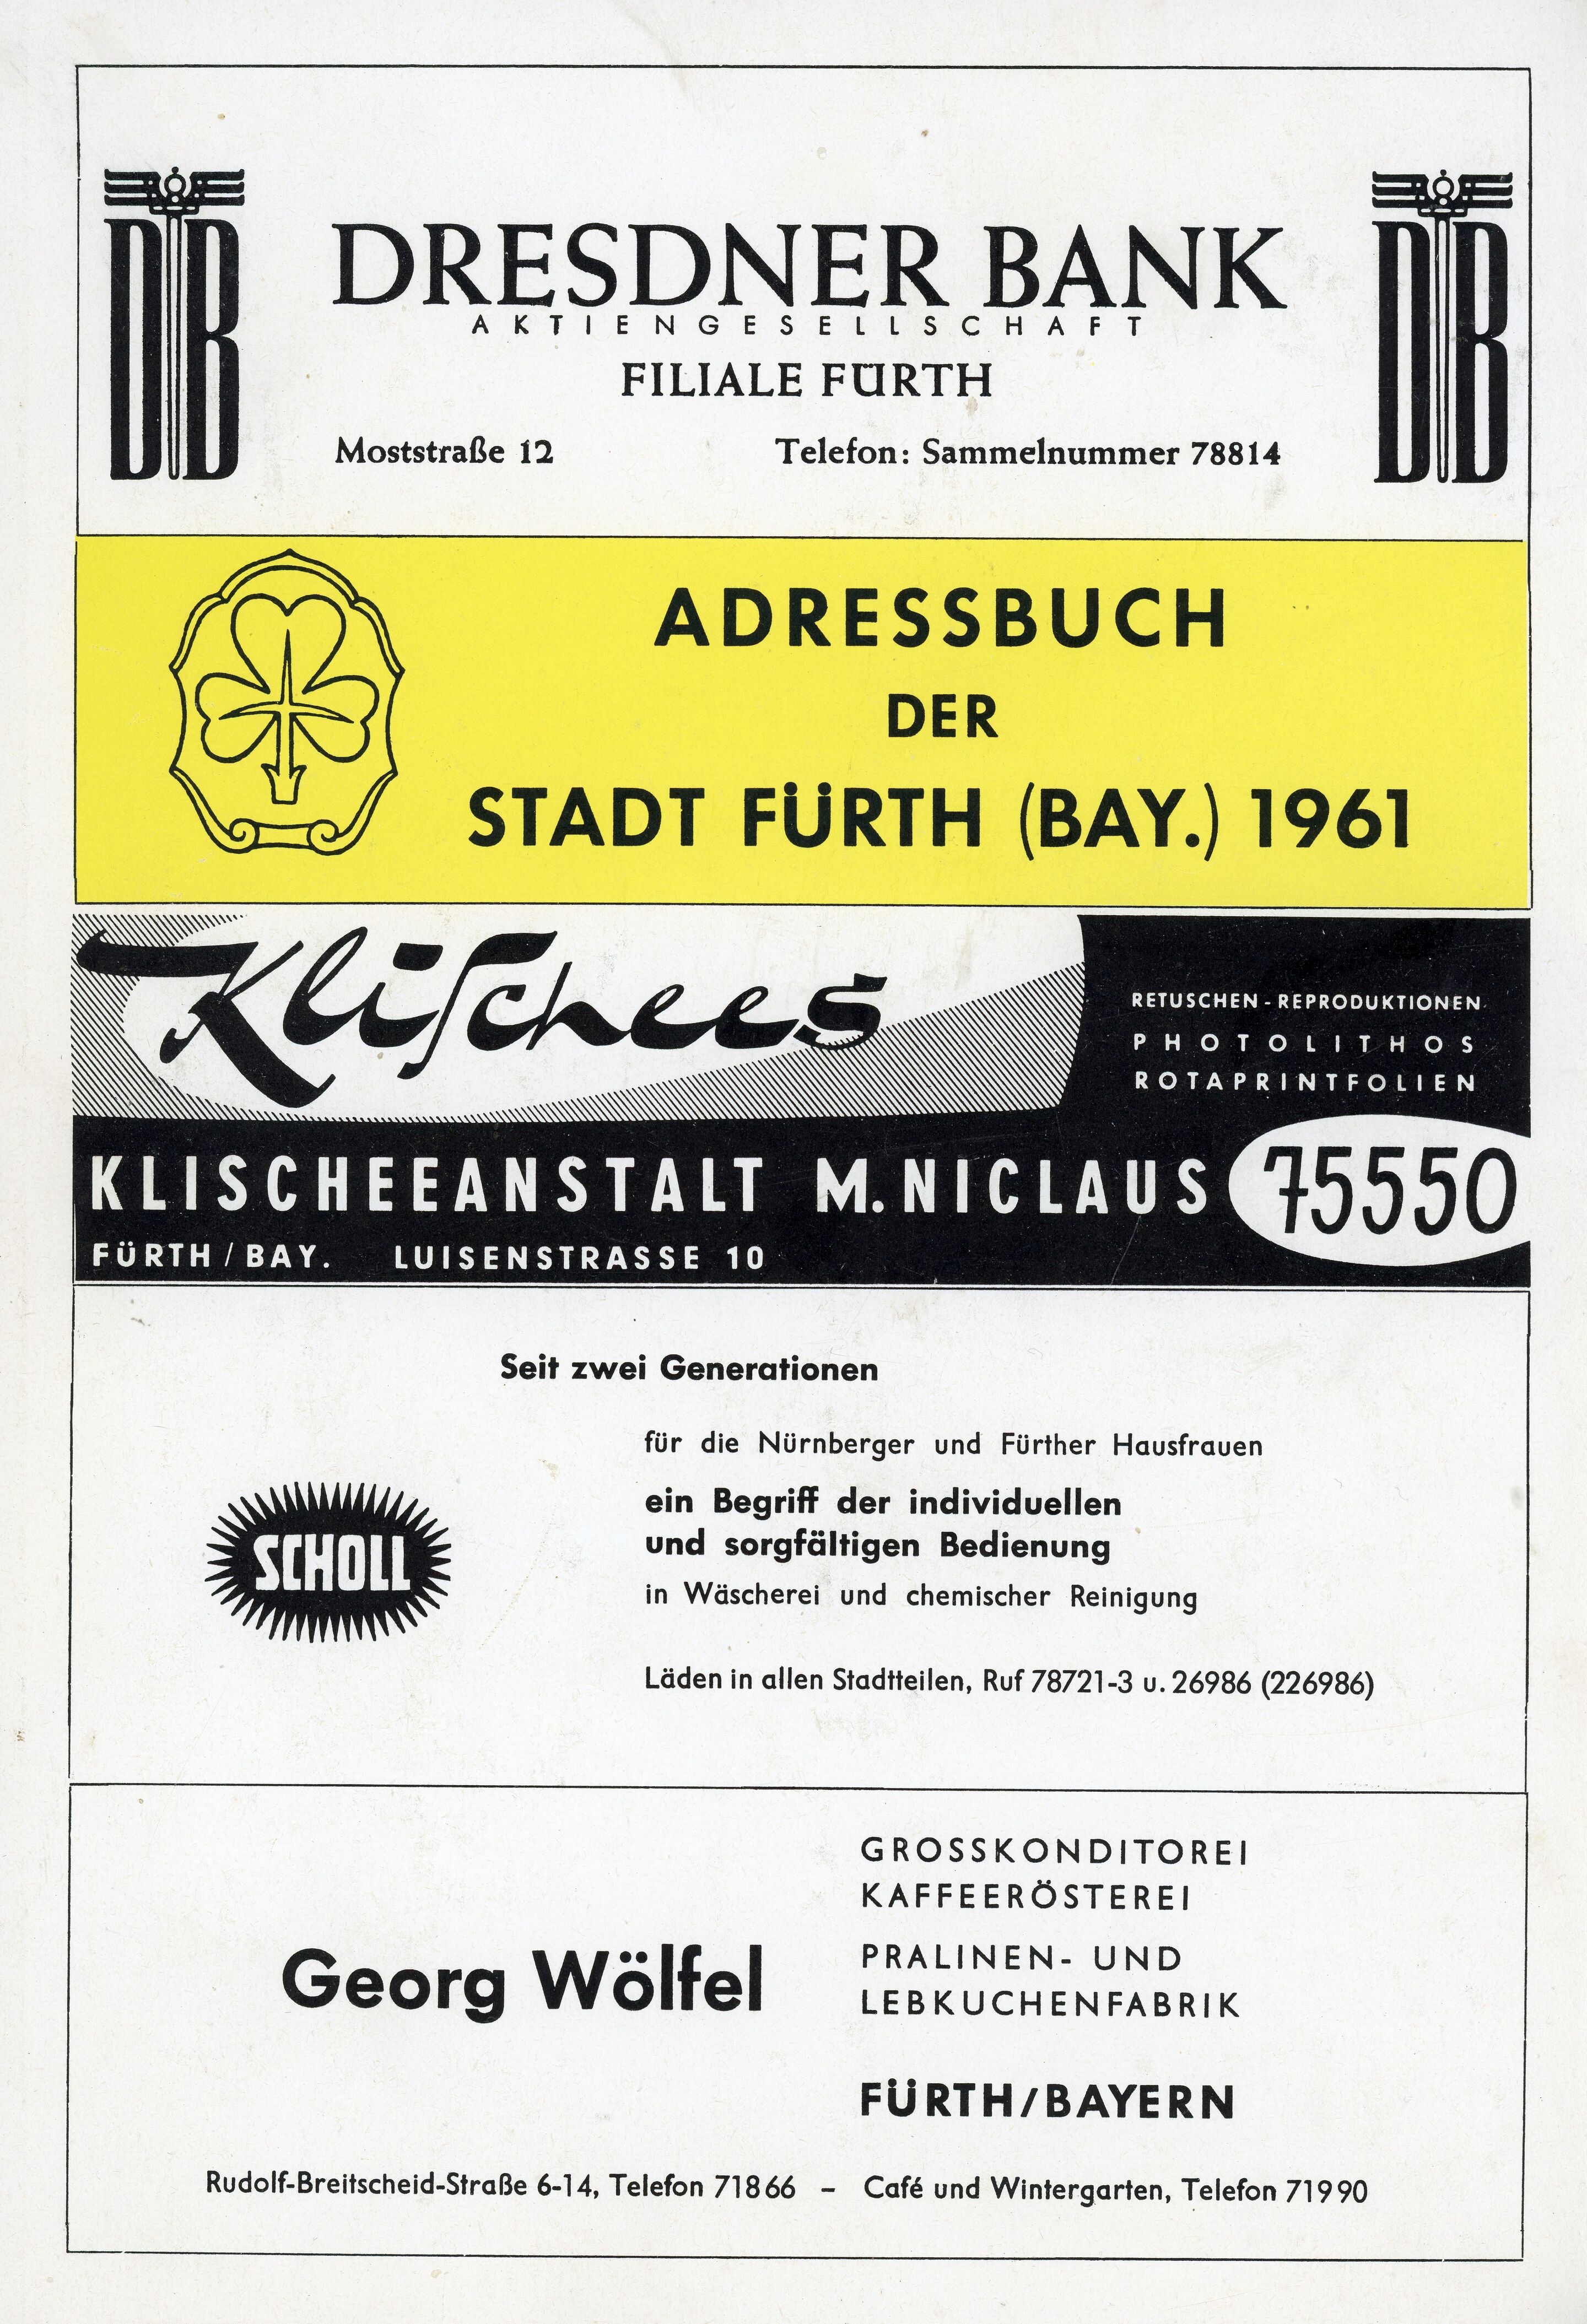 DB
DRESDNER BANK
AKTIENGESELLSCHAFT
FILIALE FÜRTH
Moststraße 12 Telefon: Sammelnummer 78814
DB
ADRESSBUCH
DER
STADT FÜRTH (BAY.) 1961
Klischees
RETUSCHEN - REPRODUKTIONEN
PHOTOLITHOS
ROTAPRINTFOLIEN
KLISCHEEANSTALT M. NICLAUS 75550
FÜRTH / BAY. LUISENSTRASSE 10
Seit zwei Generationen
für die Nürnberger und Fürther Hausfrauen
ein Begriff der individuellen
und sorgfältigen Bedienung
SCHOLL
in Wäscherei und chemischer Reinigung
Läden in allen Stadtteilen, Ruf 78721-3 u. 26986 (226986)
GROSSKONDITOREI
KAFFEERÖSTEREI
PRALINEN- UND
LEBKUCHENFABRIK
Georg Wölfel
FÜRTH/BAYERN
Rudolf-Breitscheid-Straße 6-14, Telefon 71866 – Café und Wintergarten, Telefon 71990